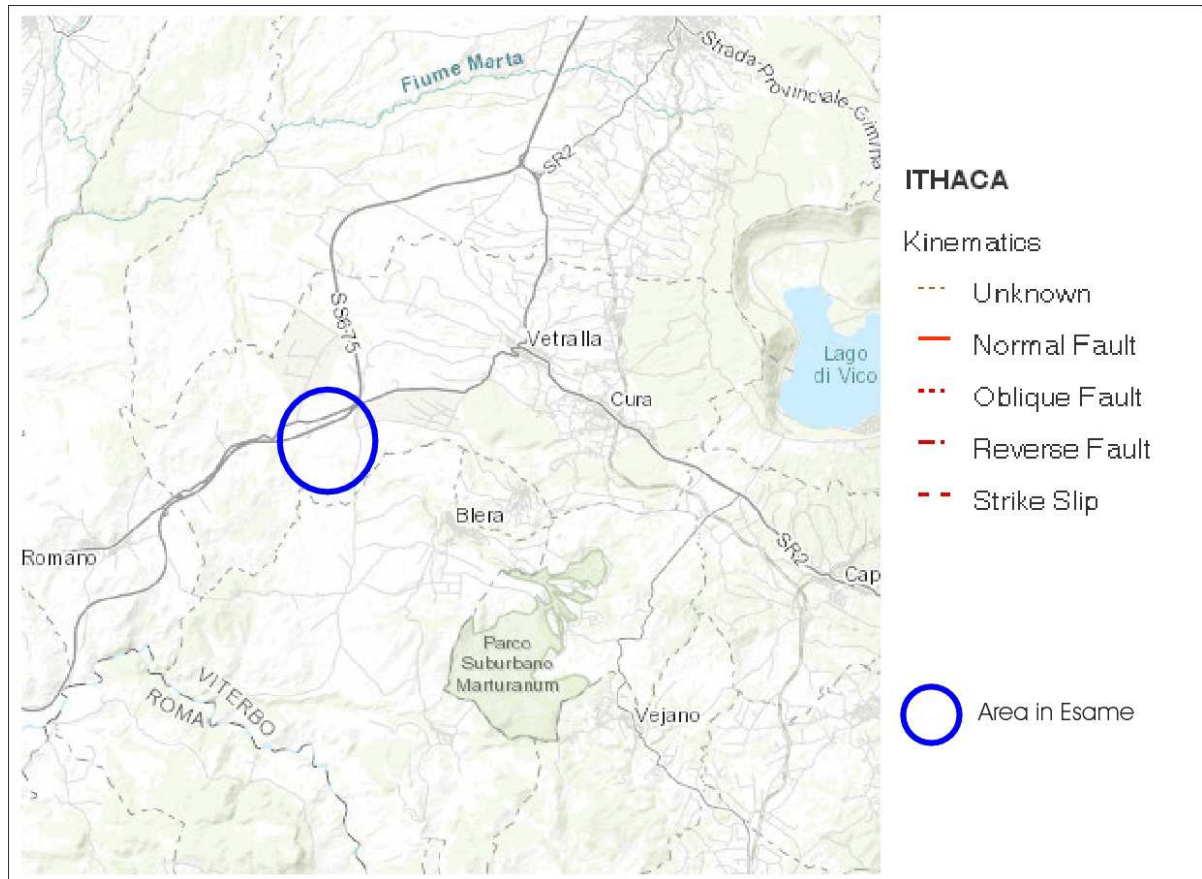 Fiume Marta
Strada-Provinciale-Cimina
SR2
SS675
Vetralla
Lago
di Vico
Cura
Blera
Romano
SR2
Cap
Parco
Suburbano
Marturanum
VITERBO
ROMA
Vejano
ITHACA
Kinematics
Unknown
Normal Fault
Oblique Fault
Reverse Fault
Strike Slip
Area in Esame